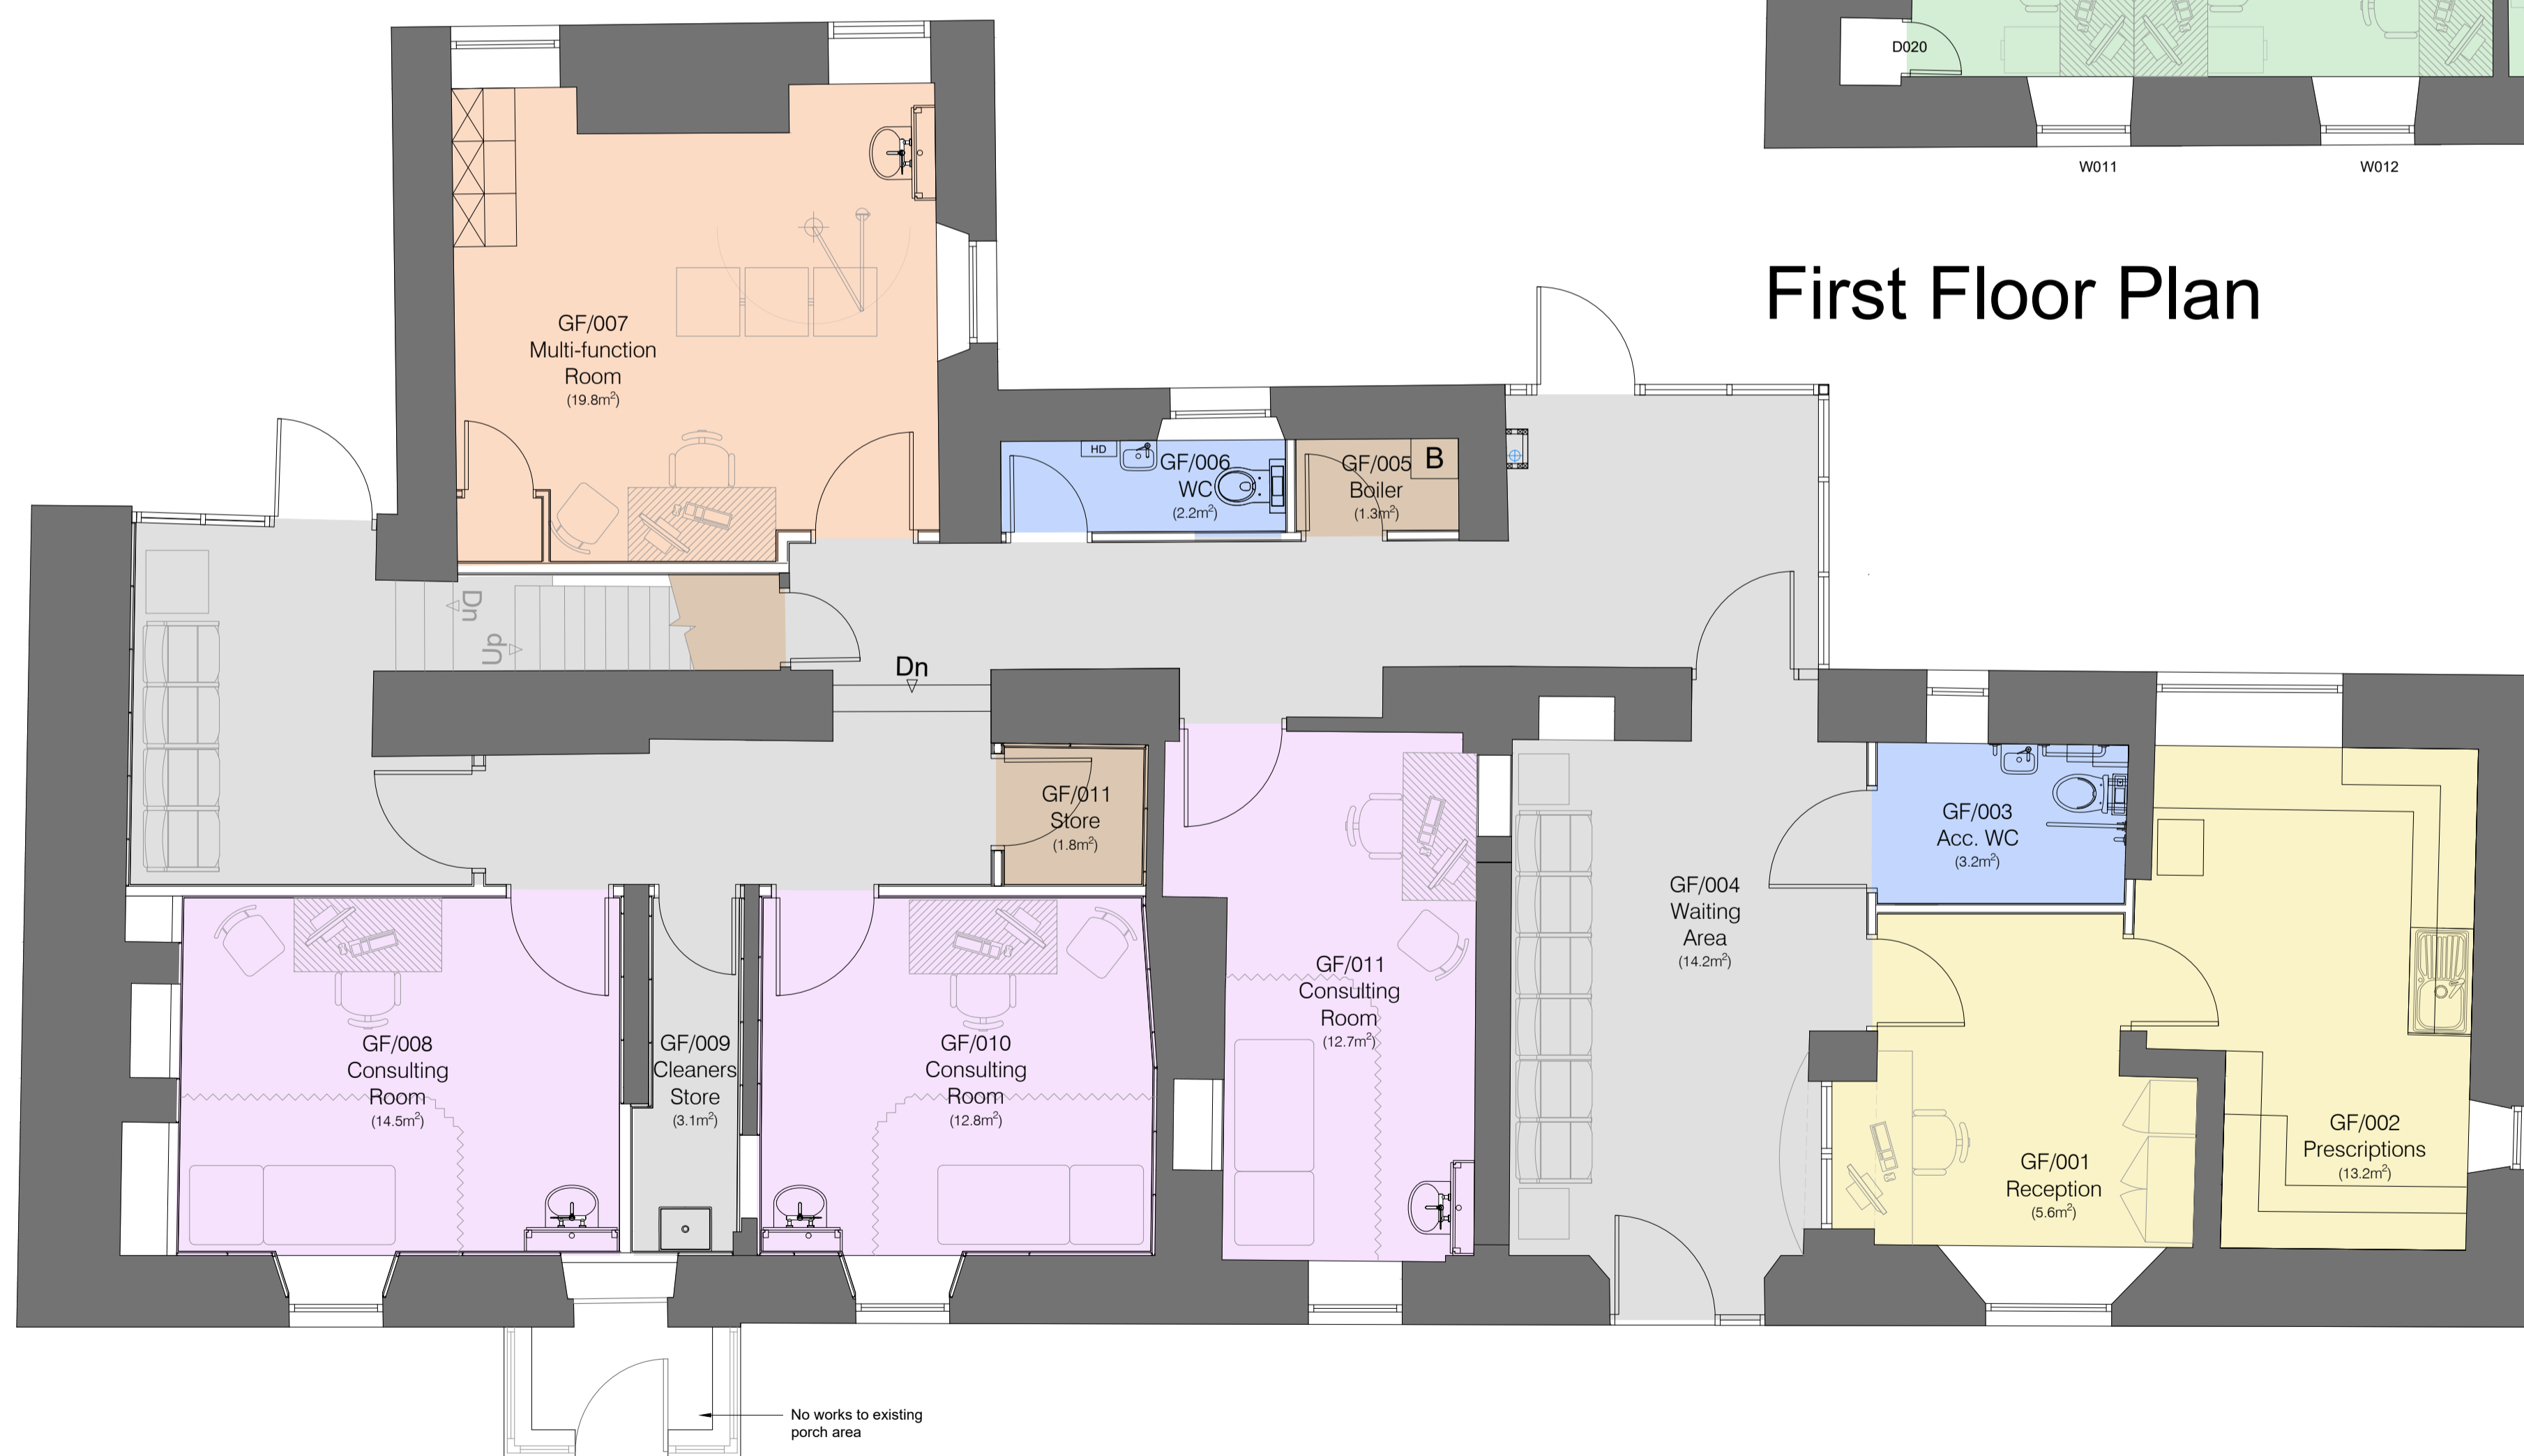 D020
W011
W012
First Floor Plan
GF/007
Multi-function
Room
(19.8m²)
HD
GF/006
WC
(2.2m²)
GF/005
Boiler
(1.3m²)
B
Dn
dn
Dn
GF/011
Store
(1.8m²)
GF/003
Acc. WC
(3.2m²)
GF/004
Waiting
Area
(14.2m²)
GF/011
Consulting
Room
(12.7m²)
GF/008
Consulting
Room
(14.5m²)
GF/009
Cleaners
Store
(3.1m²)
GF/010
Consulting
Room
(12.8m²)
GF/002
Prescriptions
(13.2m²)
GF/001
Reception
(5.6m²)
No works to existing
porch area